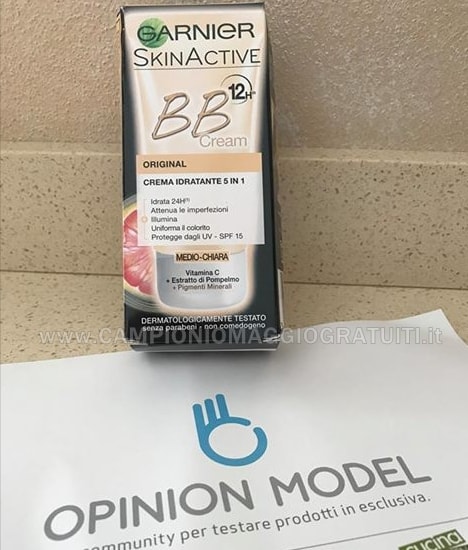 GARNIER
SKINACTIVE
12H
BB
Cream
ORIGINAL
CREMA IDRATANTE 5 IN 1
Idrata 24H(1)
Attenua le imperfezioni
Illumina
Uniforma il colorito
Protegge dagli UV - SPF 15
MEDIO-CHIARA
Vitamina C
+ Estratto di Pompelmo
+ Pigmenti Minerali
DERMATOLOGICAMENTE TESTATO
senza parabeni - non comedogeno
www.CAMPIONIOMAGGIOGRATUITI.it
OPINION MODEL
community per testare prodotti in esclusiva.
cucina